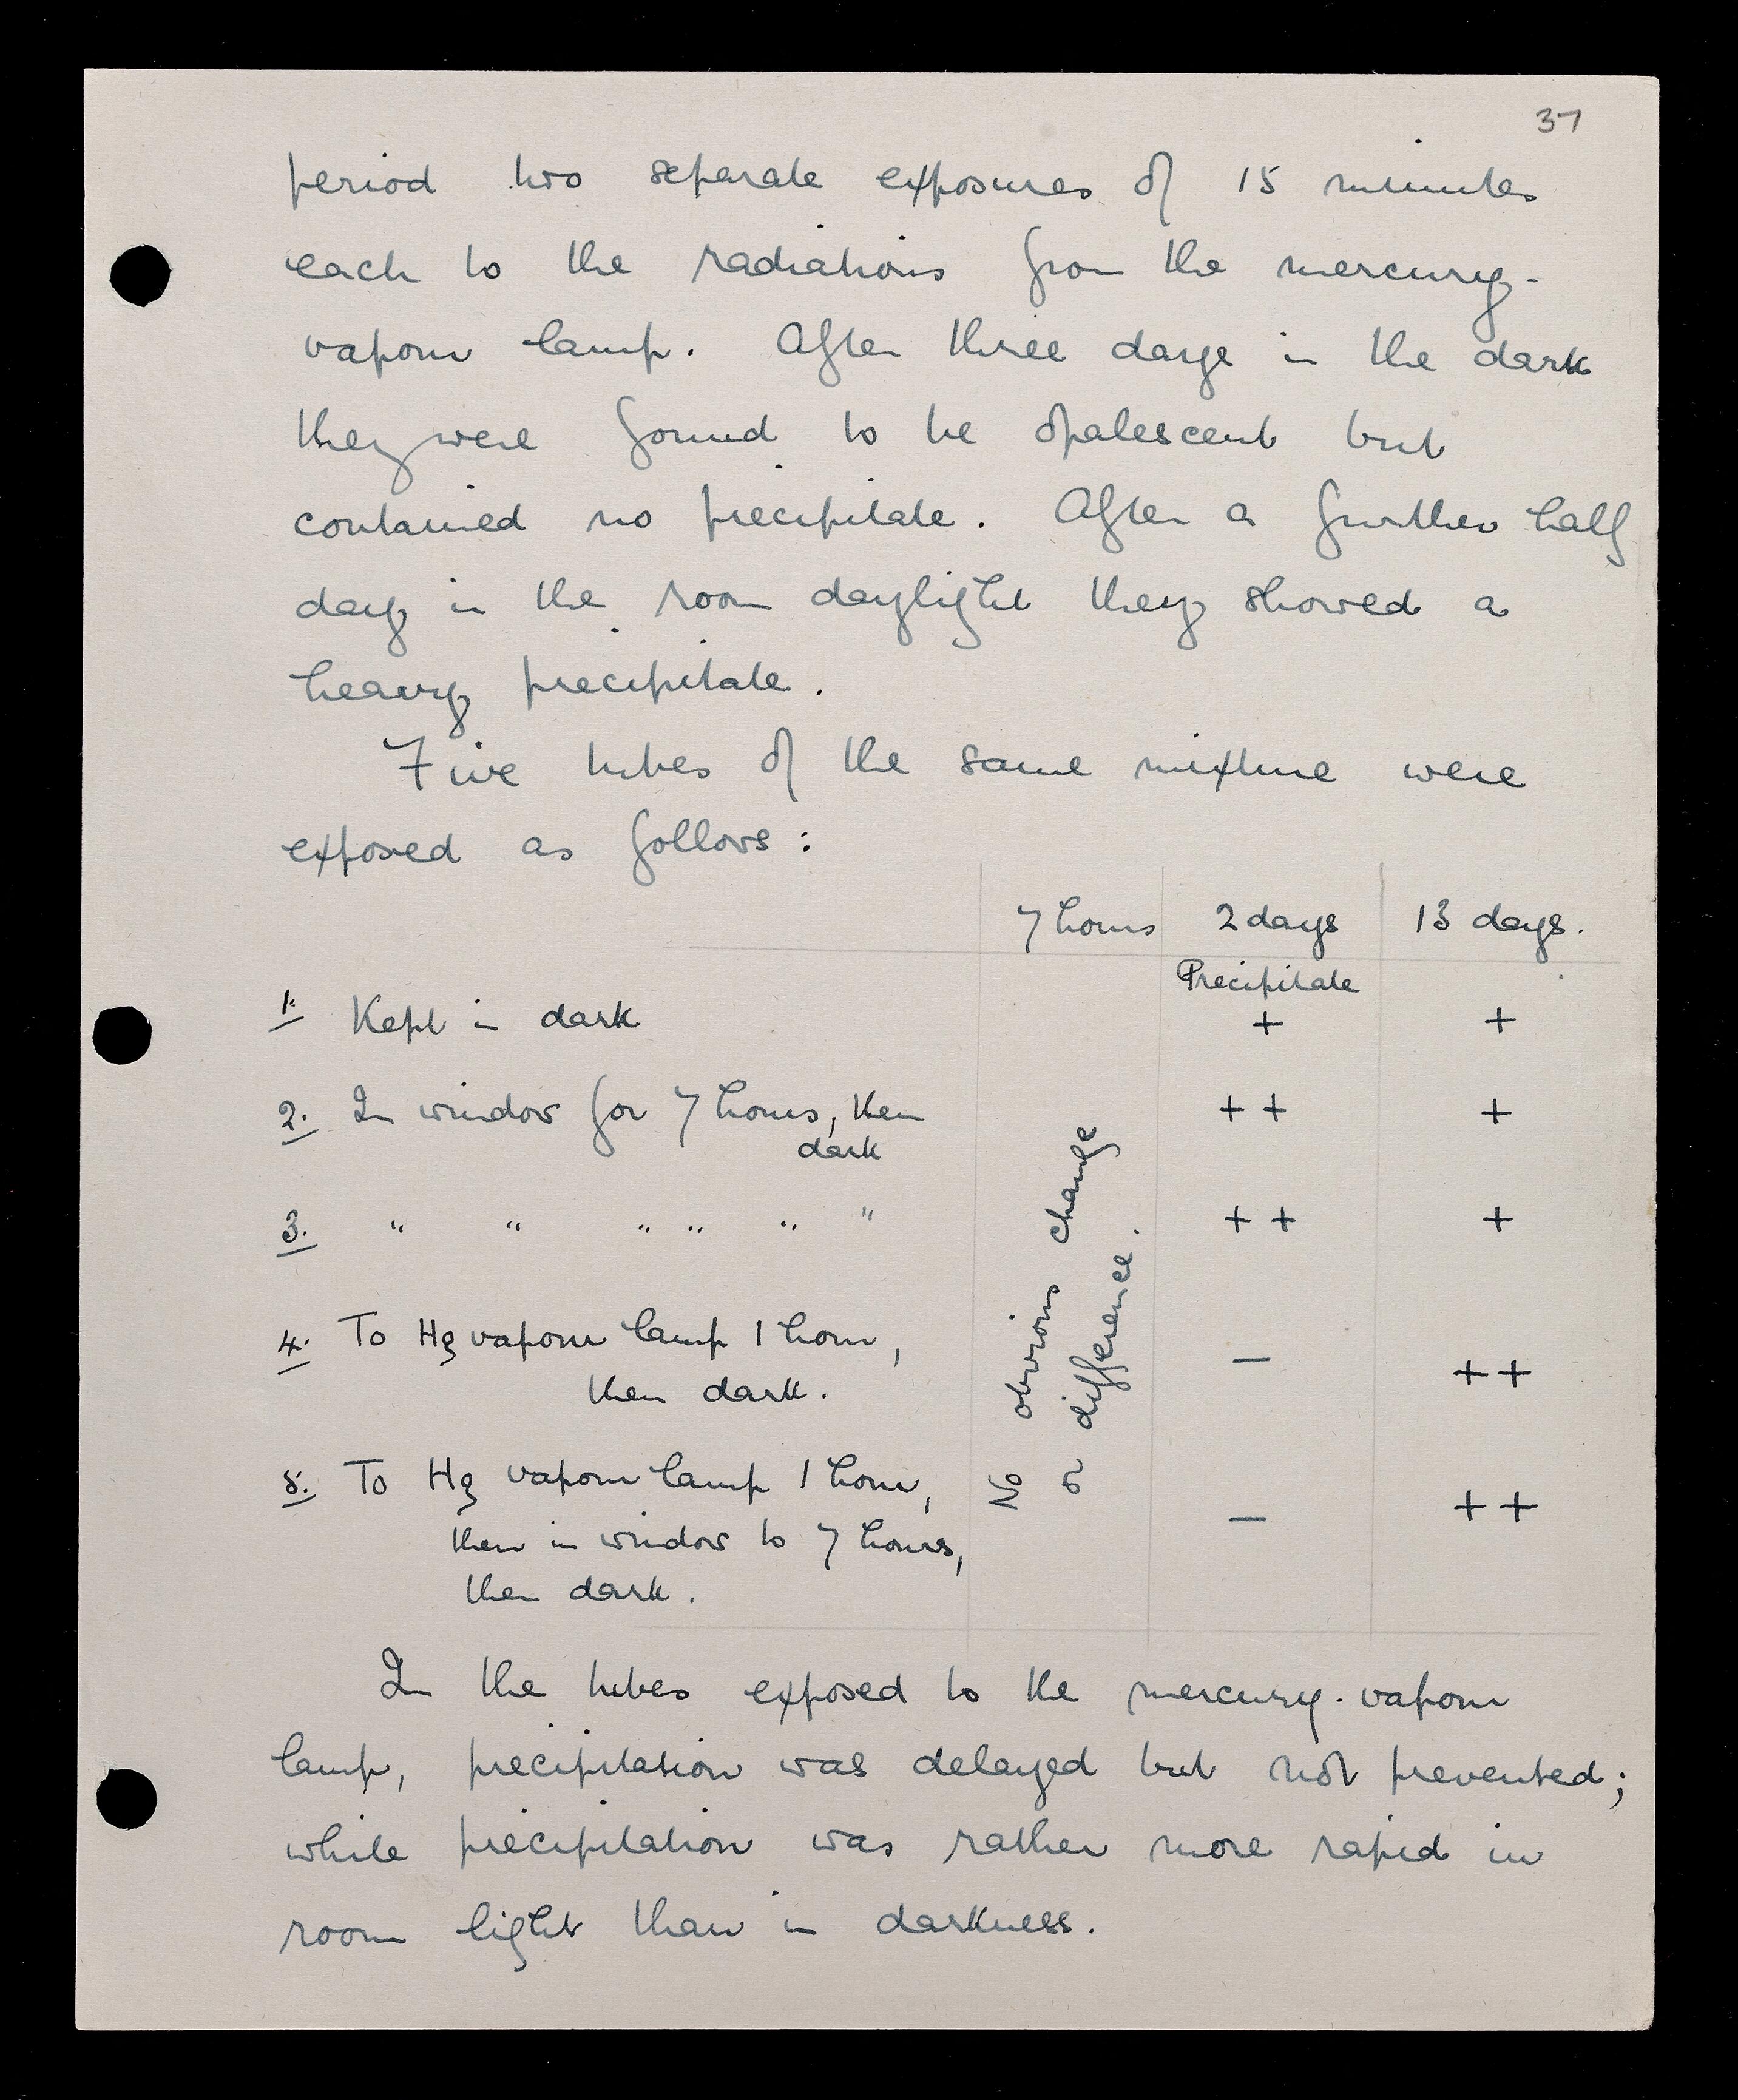 37
period two separate exposures of 15 minutes
each to the radiations from the mercury-
vapour lamp. After three days in the dark
they were found to be opalescent but
contained no precipitate. After a further half
day in the room daylight they showed a
heavy precipitate.
Five tubes of the same mixture were
exposed as follows:
7 hours 2 days 13 days.
Precipitate
1. Kept in dark + +
2. In window for 7 hours, then ++ +
dark
3. " " " " " " ++ +
No obvious change
or difference.
4. To Hg vapour lamp 1 hour, – ++
then dark.
5. To Hg vapour lamp 1 hour, – ++
then in window to 7 hours,
then dark.
In the tubes exposed to the mercury-vapour
lamp, precipitation was delayed but not prevented;
while precipitation was rather more rapid in
room light than in darkness.